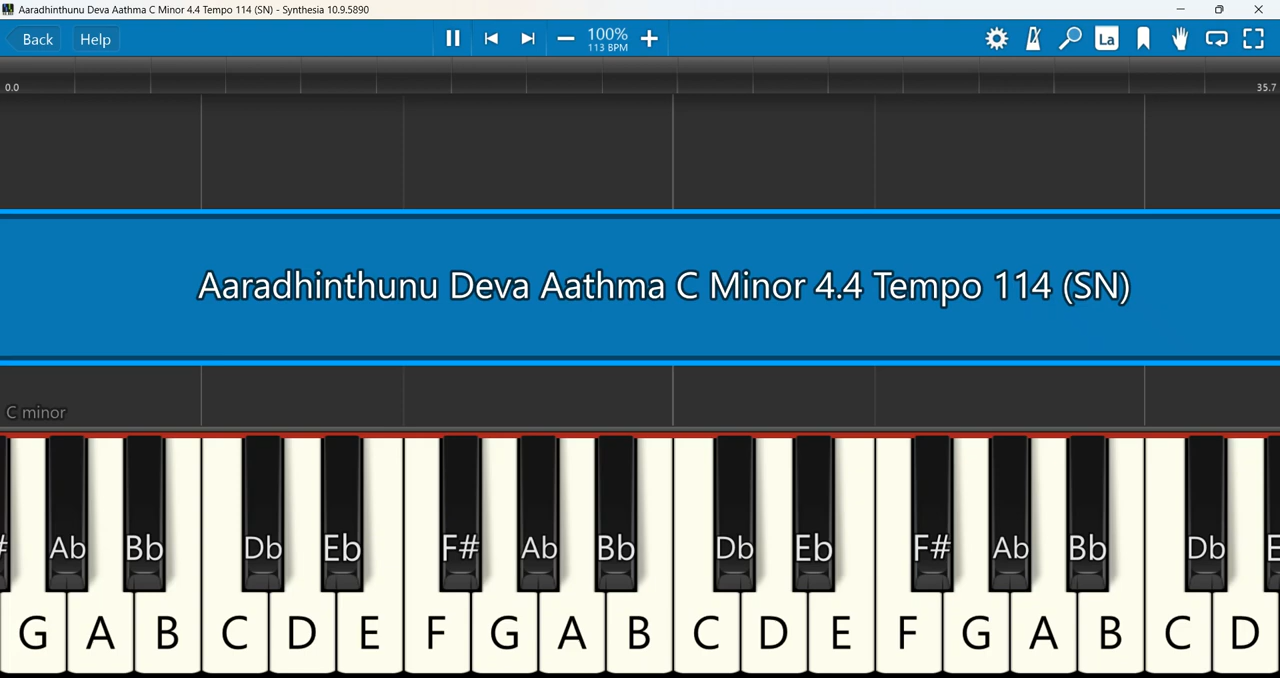 Aaradhinthunu Deva Aathma C Minor 4.4 Tempo 114 (SN) - Synthesia 10.9.5890
Back Help 100% La
113 BPM
0.0 35.7
Aaradhinthunu Deva Aathma C Minor 4.4 Tempo 114 (SN)
C minor
# Ab Bb Db Eb F# Ab Bb Db Eb F# Ab Bb Db E
G A B C D E F G A B C D E F G A B C D